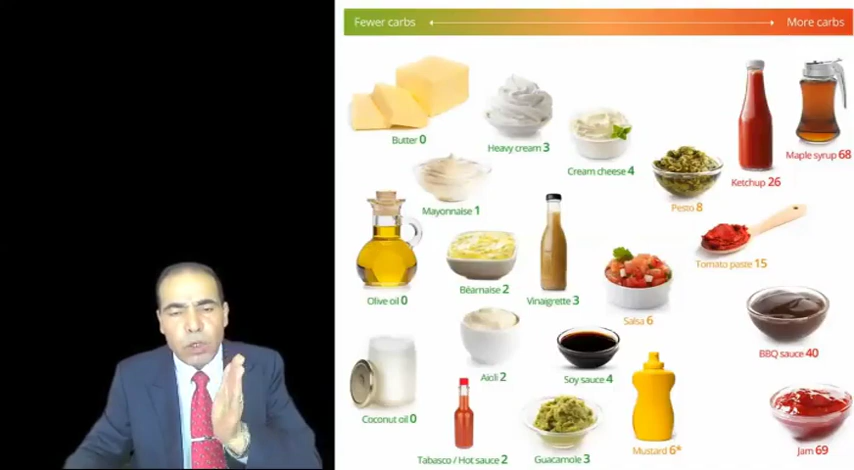 Fewer carbs
More carbs
Butter 0
Heavy cream 3
Cream cheese 4
Maple syrup 68
Ketchup 26
Mayonnaise 1
Pesto 8
Tomato paste 15
Olive oil 0
Béarnaise 2
Vinaigrette 3
Salsa 6
BBQ sauce 40
Aioli 2
Soy sauce 4
Coconut oil 0
Tabasco / Hot sauce 2
Guacamole 3
Mustard 6*
Jam 69